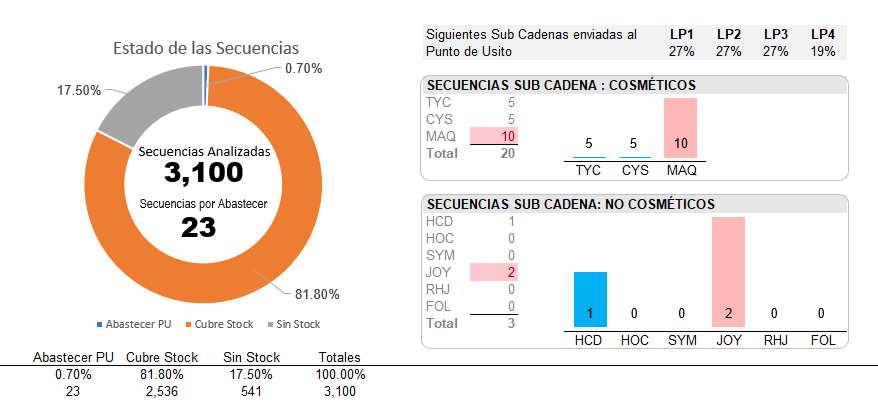 Estado de las Secuencias
0.70%
17.50%
Secuencias Analizadas
3,100
Secuencias por Abastecer
23
81.80%
Abastecer PU Cubre Stock Sin Stock
Abastecer PU Cubre Stock Sin Stock Totales
0.70% 81.80% 17.50% 100.00%
23 2,536 541 3,100
Siguientes Sub Cadenas enviadas al LP1 LP2 LP3 LP4
Punto de Usito 27% 27% 27% 19%
SECUENCIAS SUB CADENA : COSMÉTICOS
TYC 5
CYS 5
MAQ 10
Total 20
5 5 10
TYC CYS MAQ
SECUENCIAS SUB CADENA: NO COSMÉTICOS
HCD 1
HOC 0
SYM 0
JOY 2
RHJ 0
FOL 0
Total 3
1 0 0 2 0 0
HCD HOC SYM JOY RHJ FOL